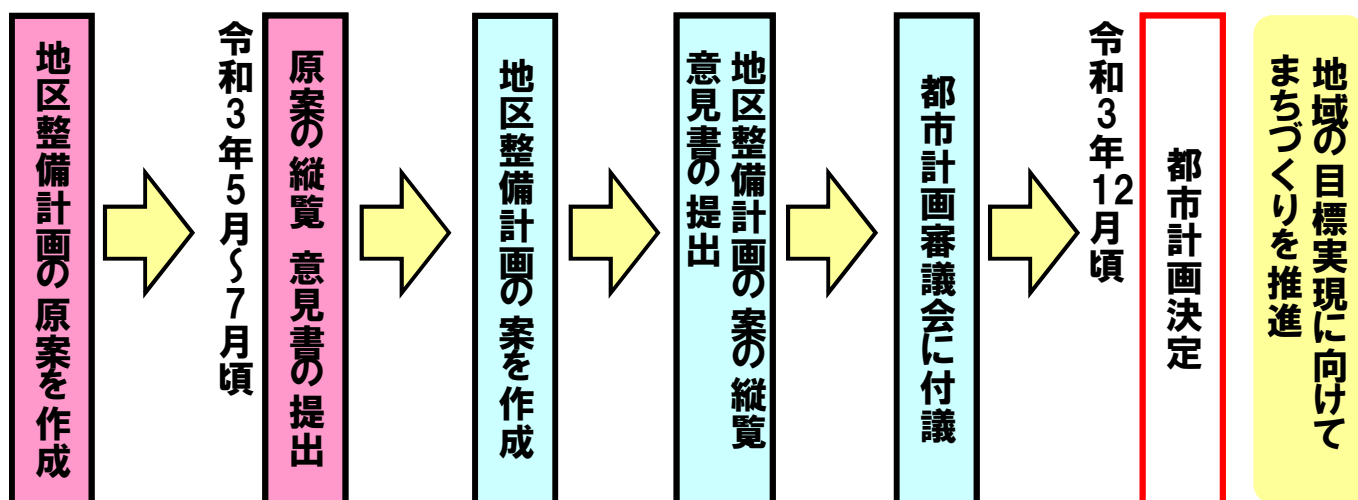 地区整備計画の原案を作成
令和3年5月～7月頃
原案の縦覧 意見書の提出
地区整備計画の案を作成
地区整備計画の案の縦覧
意見書の提出
都市計画審議会に付議
令和3年12月頃
都市計画決定
地域の目標実現に向けて
まちづくりを推進